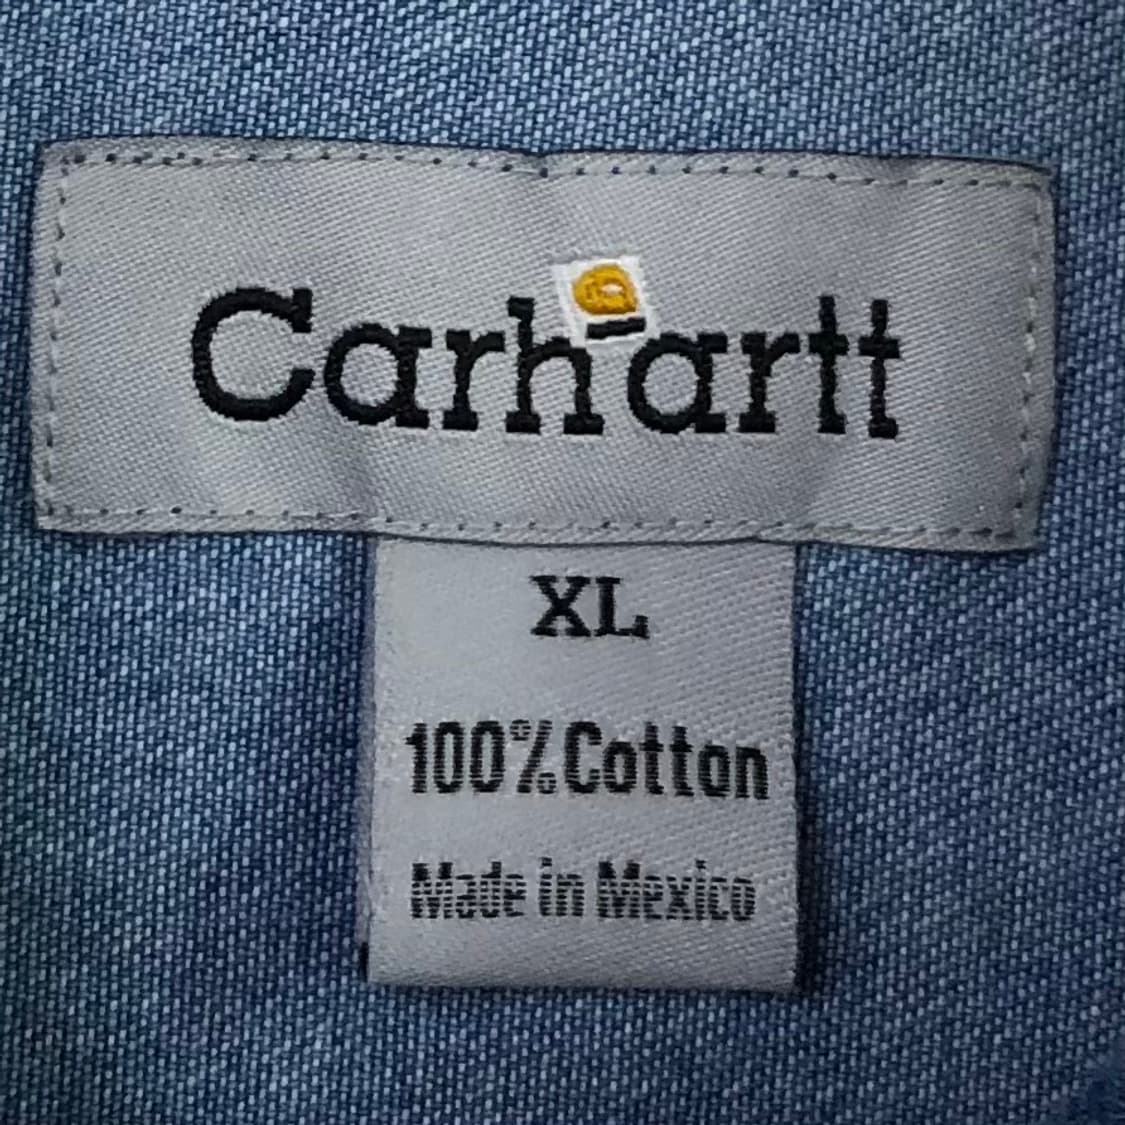 Carhartt
XL
100% Cotton
Made in Mexico